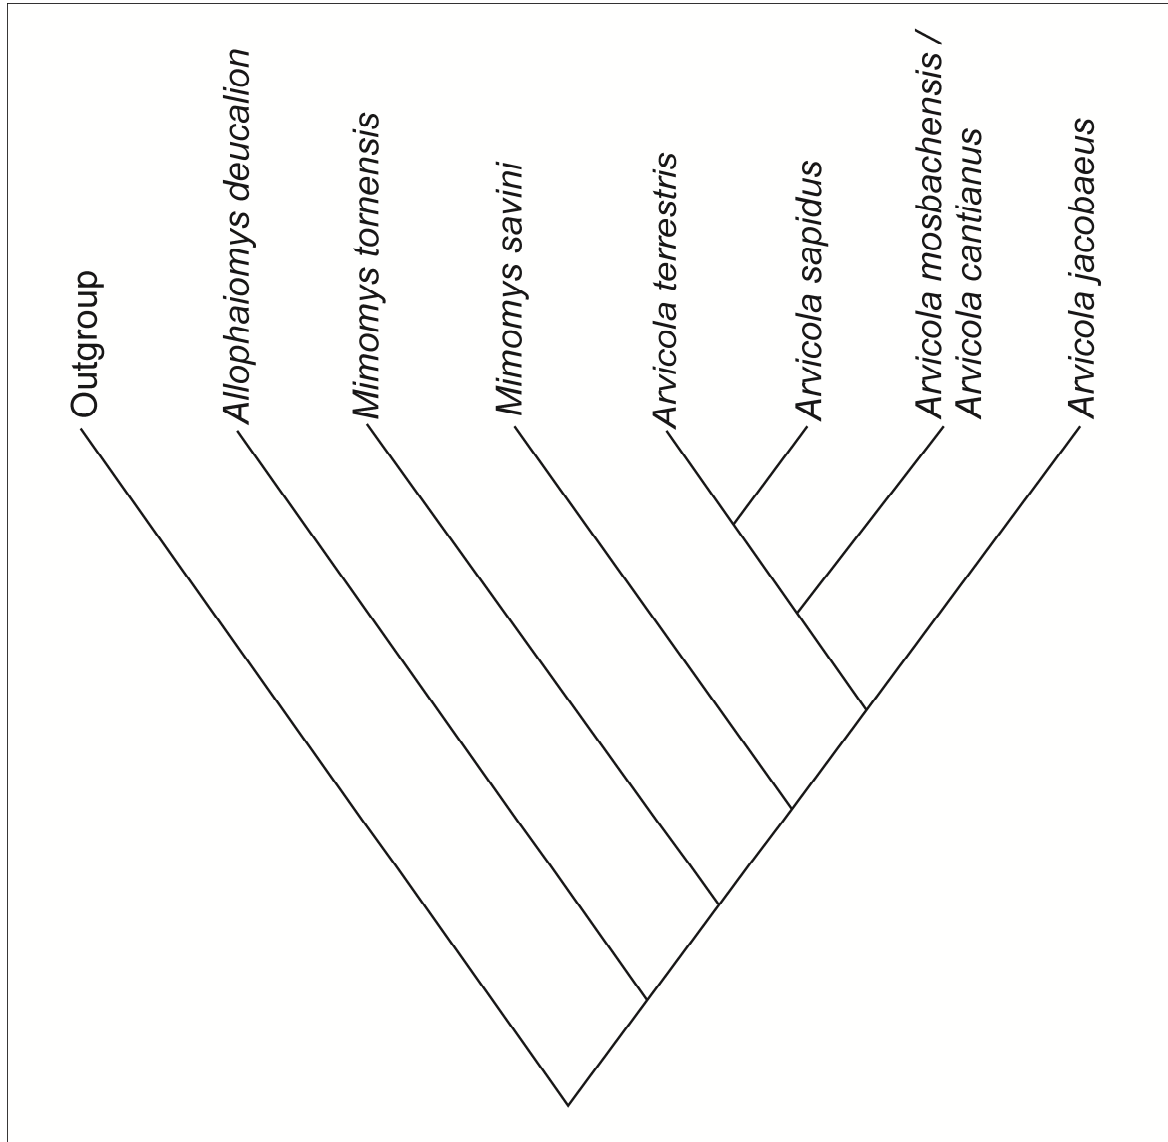 Outgroup
Allophaiomys deucalion
Mimomys tornensis
Mimomys savini
Arvicola terrestris
Arvicola sapidus
Arvicola mosbachensis /
Arvicola cantianus
Arvicola jacobaeus